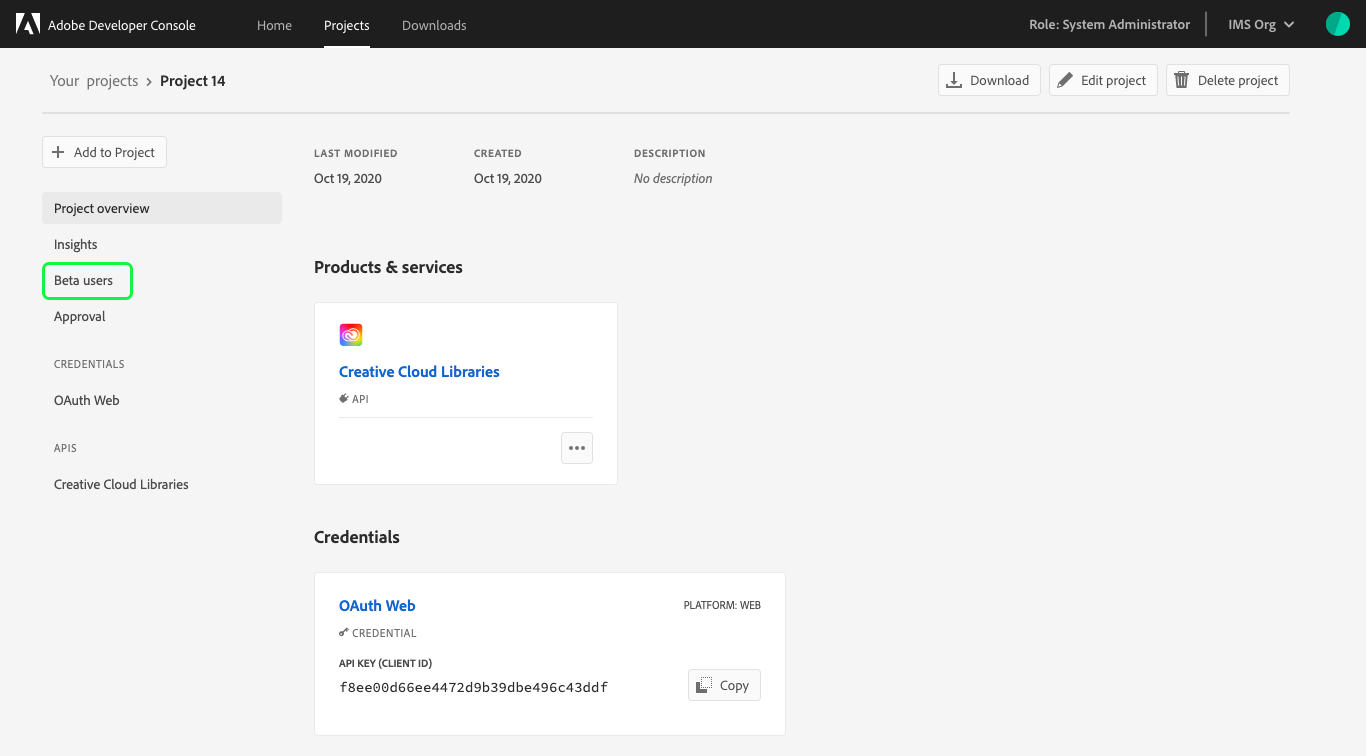 Adobe Developer Console
Home
Projects
Downloads
Role: System Administrator
IMS Org
Your projects › Project 14
Download
Edit project
Delete project
Add to Project
Project overview
Insights
Beta users
Approval
CREDENTIALS
OAuth Web
APIS
Creative Cloud Libraries
LAST MODIFIED
Oct 19, 2020
CREATED
Oct 19, 2020
DESCRIPTION
No description
Products & services
Creative Cloud Libraries
API
Credentials
OAuth Web
PLATFORM: WEB
CREDENTIAL
API KEY (CLIENT ID)
f8ee00d66ee4472d9b39dbe496c43ddf
Copy